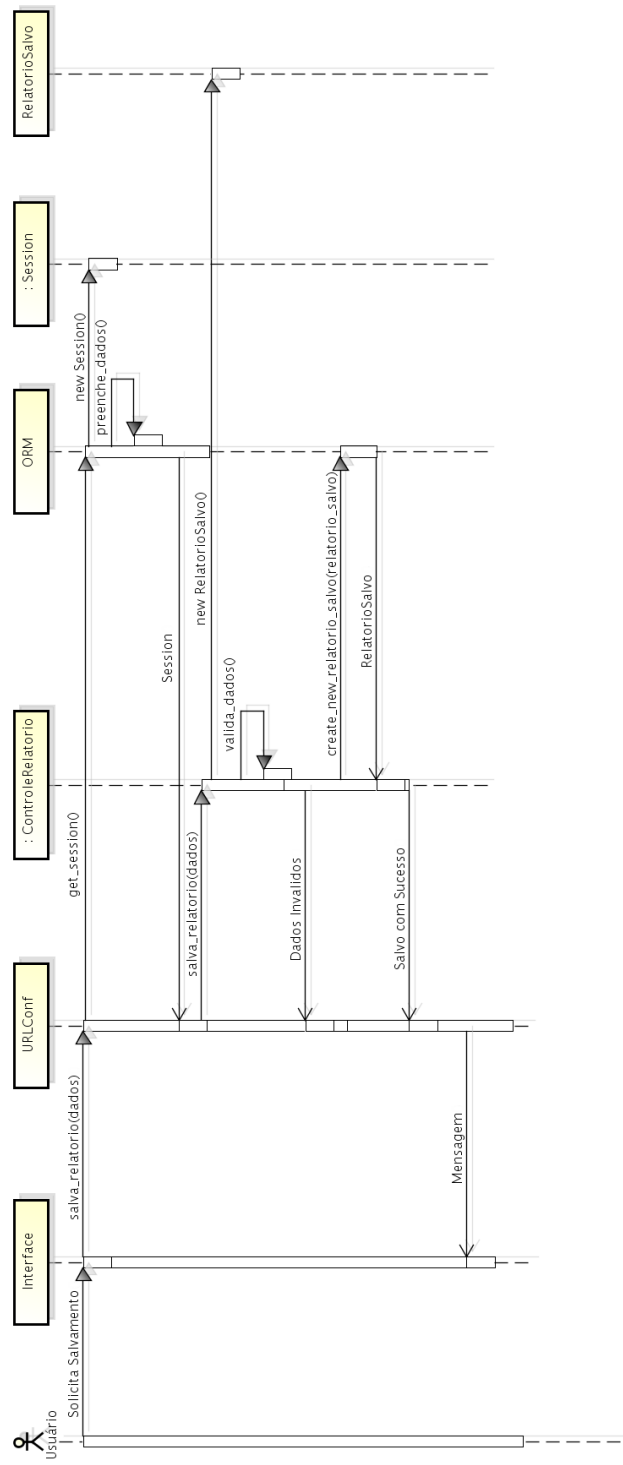 Usuário
Interface
URLConf
: ControleRelatorio
ORM
: Session
RelatorioSalvo
Solicita Salvamento
salva_relatorio(dados)
get_session()
new Session()
preenche_dados()
Session
salva_relatorio(dados)
new RelatorioSalvo()
valida_dados()
Dados Invalidos
create_new_relatorio_salvo(relatorio_salvo)
RelatorioSalvo
Salvo com Sucesso
Mensagem